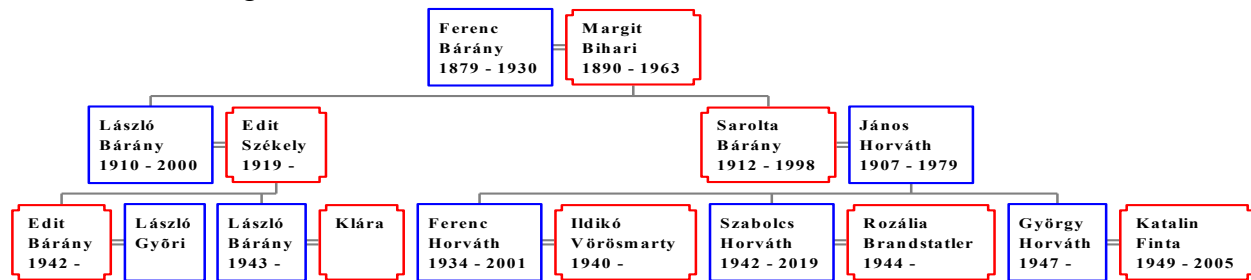 Ferenc
Bárány
1879 - 1930
Margit
Bihari
1890 - 1963
László
Bárány
1910 - 2000
Edit
Székely
1919 -
Sarolta
Bárány
1912 - 1998
János
Horváth
1907 - 1979
Edit
Bárány
1942 -
László
Gyõri
László
Bárány
1943 -
Klára
Ferenc
Horváth
1934 - 2001
Ildikó
Vörösmarty
1940 -
Szabolcs
Horváth
1942 - 2019
Rozália
Brandstatler
1944 -
György
Horváth
1947 -
Katalin
Finta
1949 - 2005